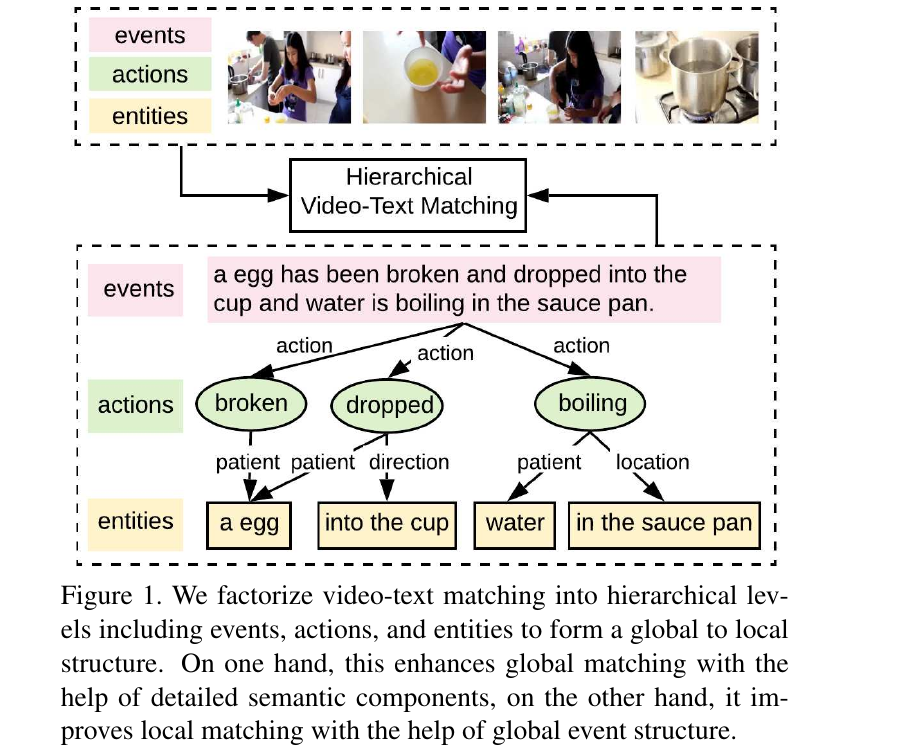 events
actions
entities
Hierarchical
Video-Text Matching
events
a egg has been broken and dropped into the
cup and water is boiling in the sauce pan.
action
action
action
actions
broken
dropped
boiling
patient
patient
direction
patient
location
entities
a egg
into the cup
water
in the sauce pan
Figure 1. We factorize video-text matching into hierarchical lev-
els including events, actions, and entities to form a global to local
structure. On one hand, this enhances global matching with the
help of detailed semantic components, on the other hand, it im-
proves local matching with the help of global event structure.